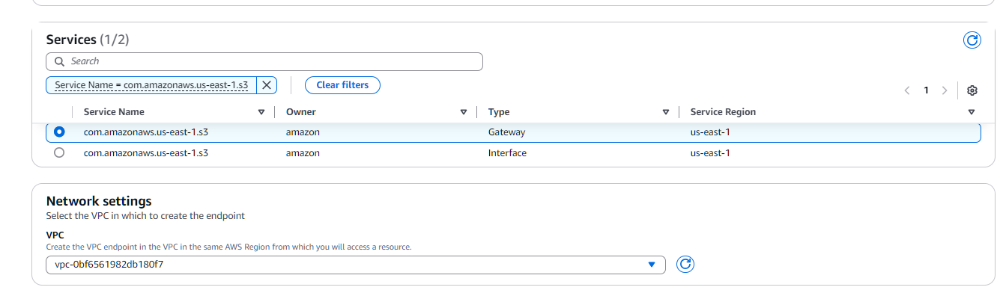 Services (1/2)
Search
Service Name = com.amazonaws.us-east-1.s3 Clear filters
1
Service Name Owner Type Service Region
com.amazonaws.us-east-1.s3 amazon Gateway us-east-1
com.amazonaws.us-east-1.s3 amazon Interface us-east-1
Network settings
Select the VPC in which to create the endpoint
VPC
Create the VPC endpoint in the VPC in the same AWS Region from which you will access a resource.
vpc-0bf6561982db180f7